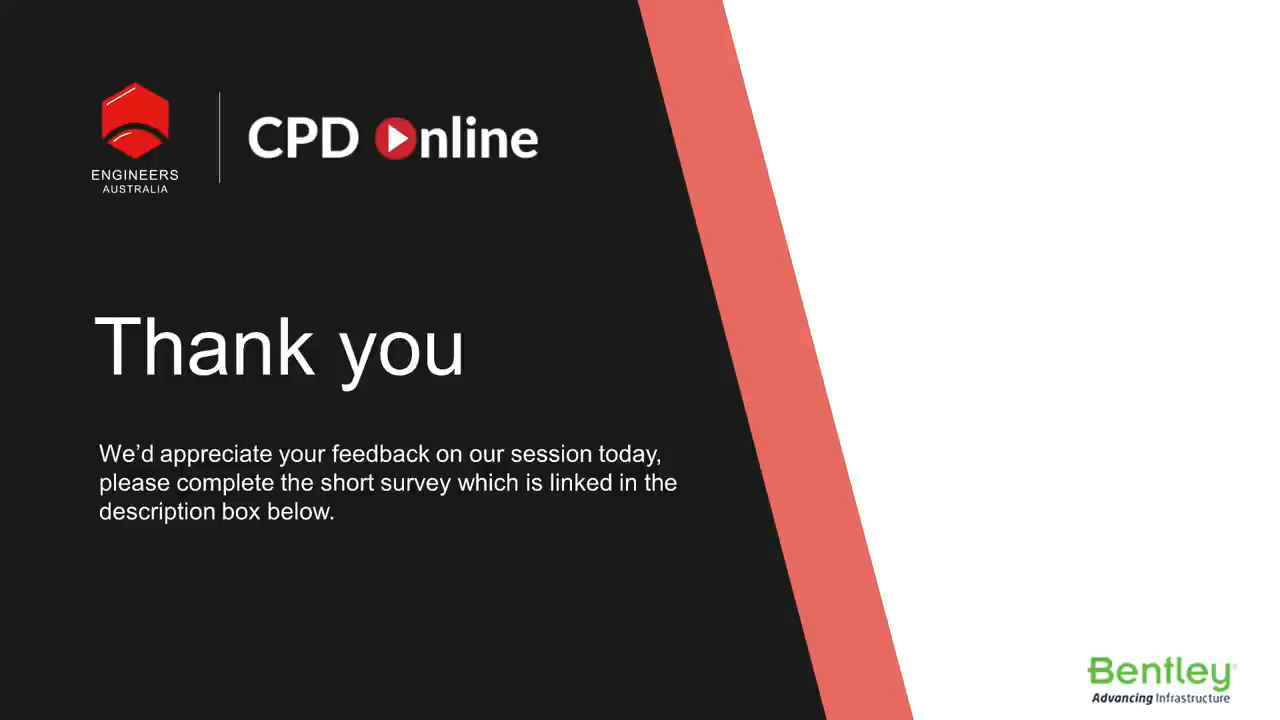 ENGINEERS
AUSTRALIA
CPD Online
Thank you
We’d appreciate your feedback on our session today,
please complete the short survey which is linked in the
description box below.
Bentley
Advancing Infrastructure